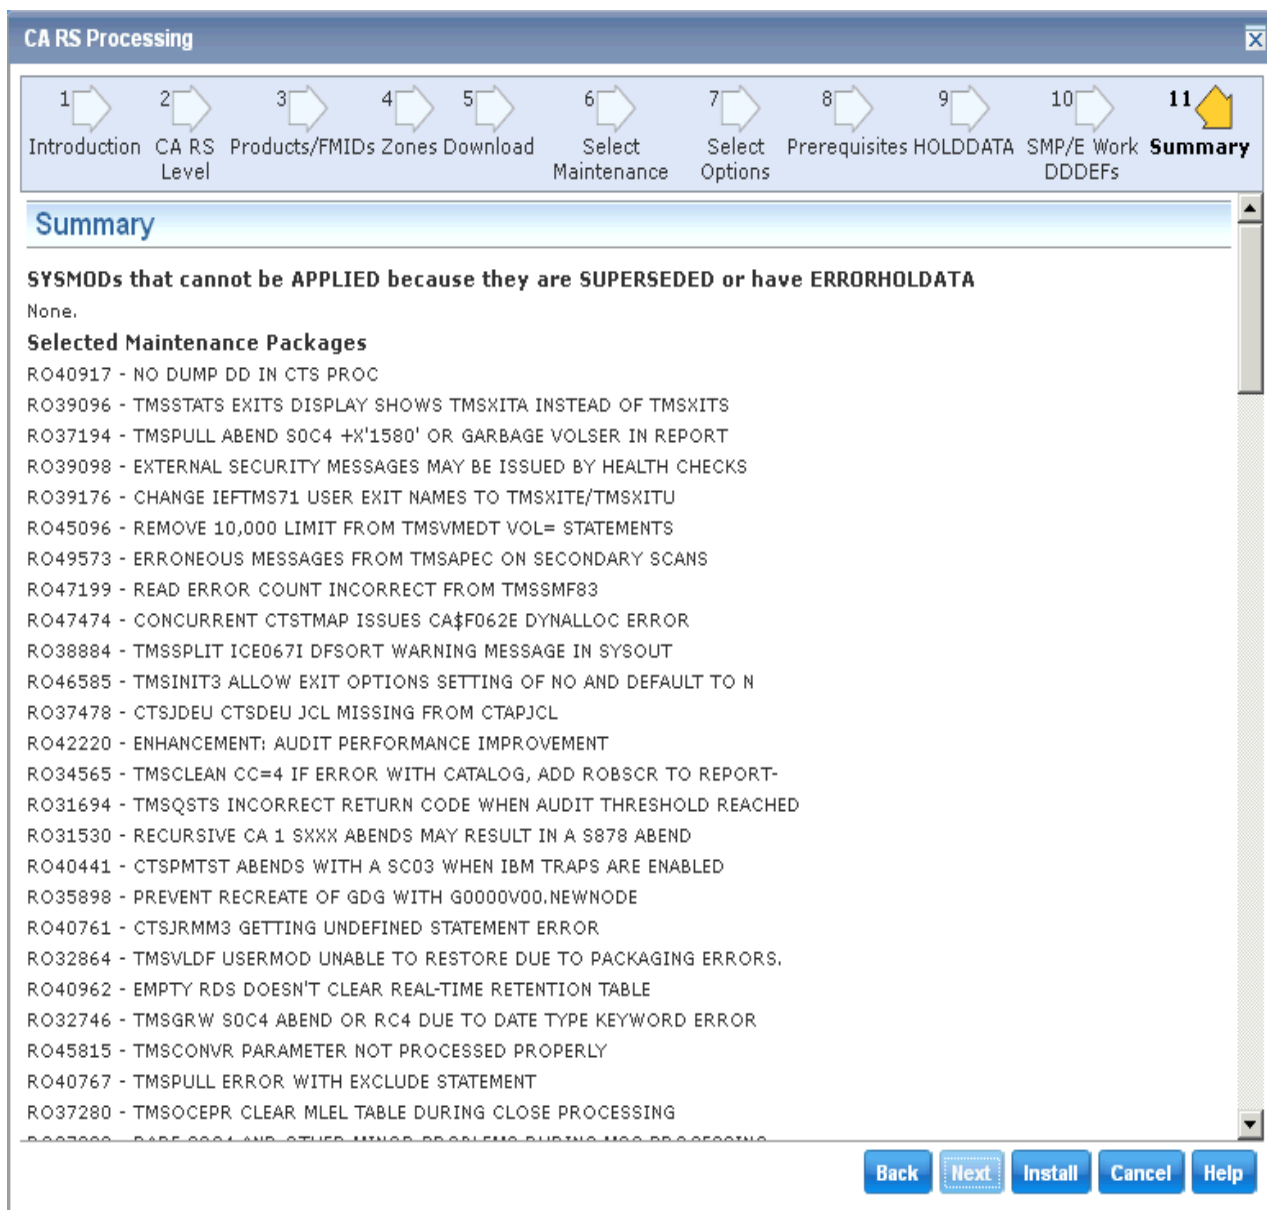 CA RS Processing
1 2 3 4 5 6 7 8 9 10 11
Introduction CA RS Products/FMIDs Zones Download Select Select Prerequisites HOLDDATA SMP/E Work Summary
Level Maintenance Options DDDEFs
Summary
SYSMODs that cannot be APPLIED because they are SUPERSEDED or have ERRORHOLDATA
None.
Selected Maintenance Packages
RO40917 - NO DUMP DD IN CTS PROC
RO39096 - TMSSTATS EXITS DISPLAY SHOWS TMSXITA INSTEAD OF TMSXITS
RO37194 - TMSPULL ABEND S0C4 +X'1580' OR GARBAGE VOLSER IN REPORT
RO39098 - EXTERNAL SECURITY MESSAGES MAY BE ISSUED BY HEALTH CHECKS
RO39176 - CHANGE IEFTMS71 USER EXIT NAMES TO TMSXITE/TMSXITU
RO45096 - REMOVE 10,000 LIMIT FROM TMSVMEDT VOL= STATEMENTS
RO49573 - ERRONEOUS MESSAGES FROM TMSAPEC ON SECONDARY SCANS
RO47199 - READ ERROR COUNT INCORRECT FROM TMSSMF83
RO47474 - CONCURRENT CTSTMAP ISSUES CA$F062E DYNALLOC ERROR
RO38884 - TMSSPLIT ICE067I DFSORT WARNING MESSAGE IN SYSOUT
RO46585 - TMSINIT3 ALLOW EXIT OPTIONS SETTING OF NO AND DEFAULT TO N
RO37478 - CTSJDEU CTSDEU JCL MISSING FROM CTAPJCL
RO42220 - ENHANCEMENT: AUDIT PERFORMANCE IMPROVEMENT
RO34565 - TMSCLEAN CC=4 IF ERROR WITH CATALOG, ADD ROBSCR TO REPORT-
RO31694 - TMSQSTS INCORRECT RETURN CODE WHEN AUDIT THRESHOLD REACHED
RO31530 - RECURSIVE CA 1 SXXX ABENDS MAY RESULT IN A S878 ABEND
RO40441 - CTSPMTST ABENDS WITH A SC03 WHEN IBM TRAPS ARE ENABLED
RO35898 - PREVENT RECREATE OF GDG WITH G0000V00.NEWNODE
RO40761 - CTSJRMM3 GETTING UNDEFINED STATEMENT ERROR
RO32864 - TMSVLDF USERMOD UNABLE TO RESTORE DUE TO PACKAGING ERRORS.
RO40962 - EMPTY RDS DOESN'T CLEAR REAL-TIME RETENTION TABLE
RO32746 - TMSGRW S0C4 ABEND OR RC4 DUE TO DATE TYPE KEYWORD ERROR
RO45815 - TMSCONVR PARAMETER NOT PROCESSED PROPERLY
RO40767 - TMSPULL ERROR WITH EXCLUDE STATEMENT
RO37280 - TMSOCEPR CLEAR MLEL TABLE DURING CLOSE PROCESSING
Back Next Install Cancel Help